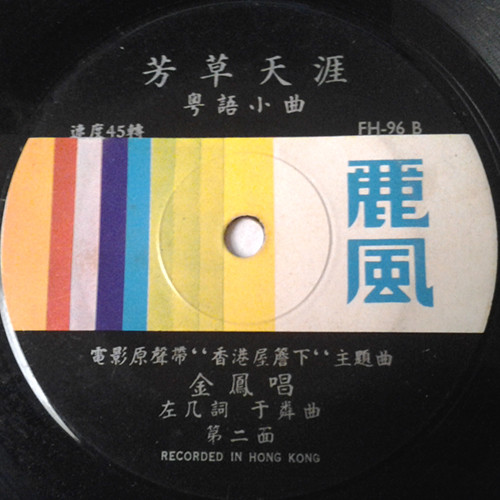 芳草天涯
粵語小曲
速度45轉 FH-96 B
麗風
電影原聲帶“香港屋簷下“主題曲
金鳳唱
左几詞 于粦曲
第二面
RECORDED IN HONG KONG